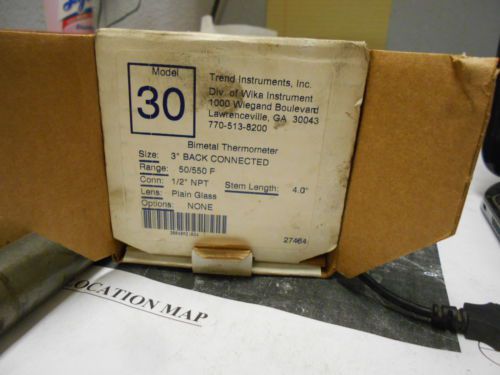 Model
30
Trend Instruments, Inc.
Div. of Wika Instrument
1000 Wiegand Boulevard
Lawrenceville, GA 30043
770-513-8200
Bimetal Thermometer
Size: 3" BACK CONNECTED
Range: 50/550 F
Conn: 1/2" NPT Stem Length: 4.0"
Lens: Plain Glass
Options: NONE
27464
LOCATION MAP